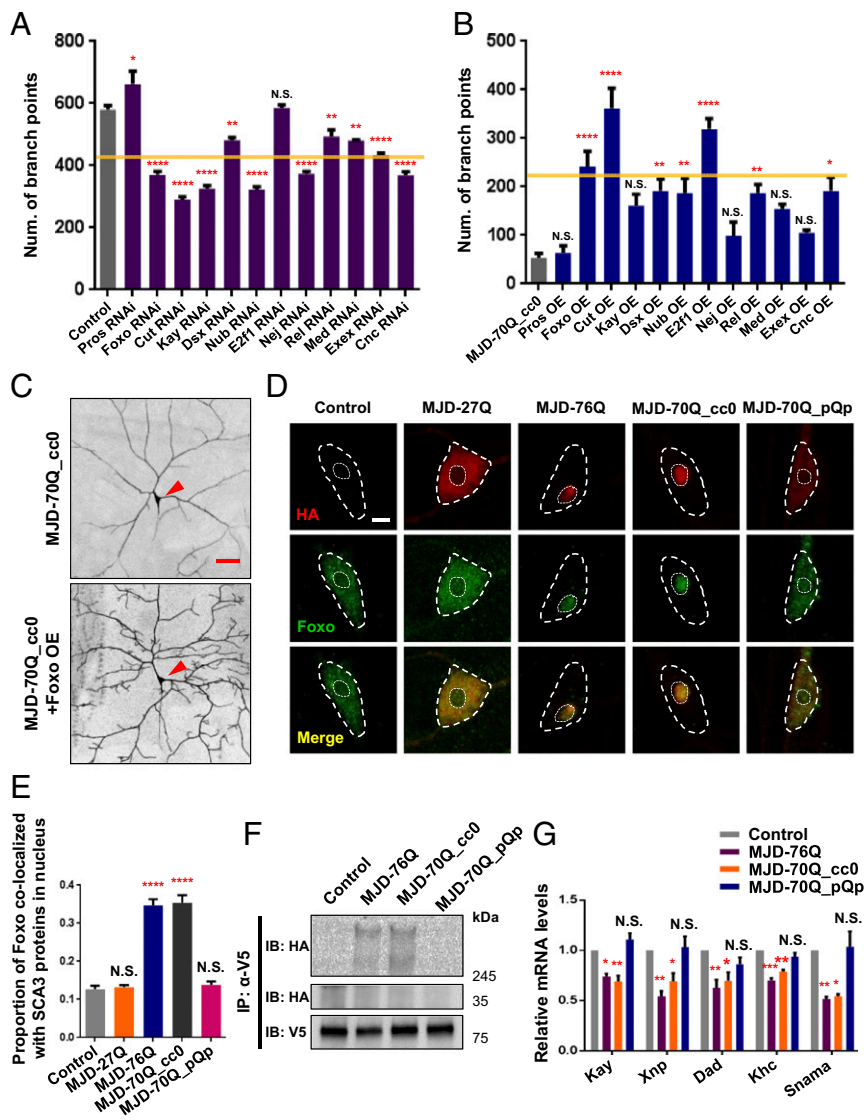 A
Num. of branch points
800
600
400
200
0
*
****
****
****
**
****
N.S.
****
**
**
****
****
Control
Pros RNAi
Foxo RNAi
Cut RNAi
Kay RNAi
Dsx RNAi
Nub RNAi
E2f1 RNAi
Nej RNAi
Rel RNAi
Med RNAi
Exex RNAi
Cnc RNAi
B
Num. of branch points
500
400
300
200
100
0
N.S.
****
****
N.S.
**
**
****
N.S.
**
N.S.
N.S.
*
MJD-70Q_cc0
Pros OE
Foxo OE
Cut OE
Kay OE
Dsx OE
Nub OE
E2f1 OE
Nej OE
Rel OE
Med OE
Exex OE
Cnc OE
C
MJD-70Q_cc0
MJD-70Q_cc0
+Foxo OE
D
Control
MJD-27Q
MJD-76Q
MJD-70Q_cc0
MJD-70Q_pQp
HA
Foxo
Merge
E
Proportion of Foxo co-localized
with SCA3 proteins in nucleus
0.4
0.3
0.2
0.1
0.0
N.S.
****
****
N.S.
Control
MJD-27Q
MJD-76Q
MJD-70Q_cc0
MJD-70Q_pQp
F
Control
MJD-76Q
MJD-70Q_cc0
MJD-70Q_pQp
kDa
IP: α-V5
IB: HA
245
IB: HA
35
IB: V5
75
G
Control
MJD-76Q
MJD-70Q_cc0
MJD-70Q_pQp
Relative mRNA levels
1.5
1.0
0.5
0.0
*
**
N.S.
**
*
N.S.
**
*
N.S.
***
**
N.S.
**
*
N.S.
Kay
Xnp
Dad
Khc
Snama